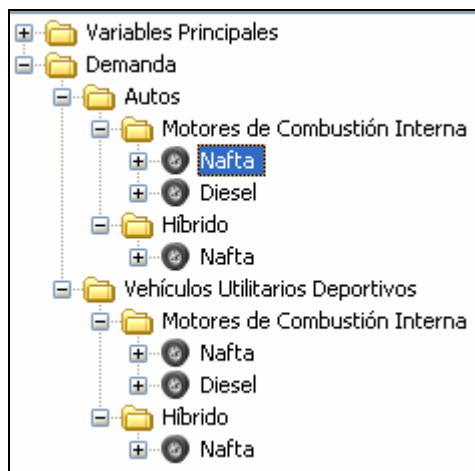 Variables Principales
Demanda
Autos
Motores de Combustión Interna
Nafta
Diesel
Híbrido
Nafta
Vehículos Utilitarios Deportivos
Motores de Combustión Interna
Nafta
Diesel
Híbrido
Nafta